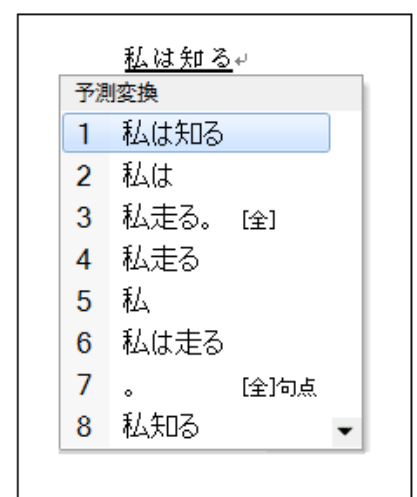 私は知る↵
予測変換
1 私は知る
2 私は
3 私走る。 [全]
4 私走る
5 私
6 私は走る
7 。 [全]句点
8 私知る